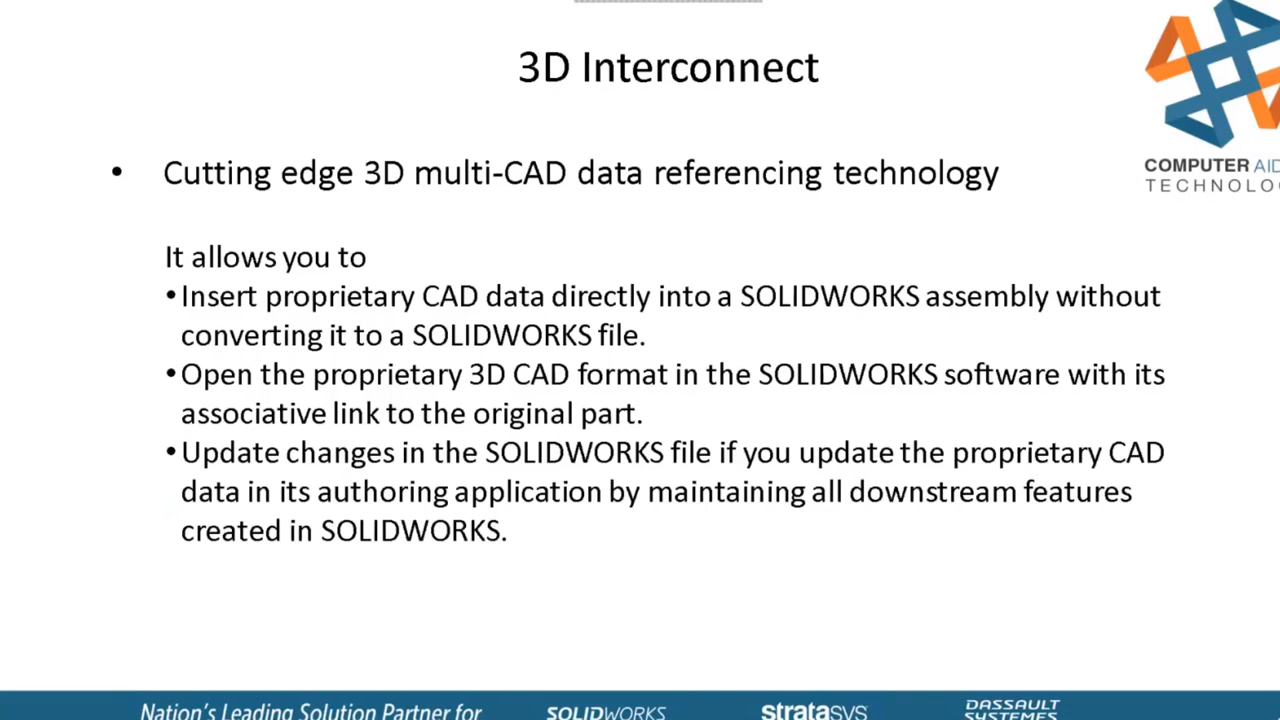 3D Interconnect
COMPUTER AID
TECHNOLO
• Cutting edge 3D multi-CAD data referencing technology
It allows you to
•Insert proprietary CAD data directly into a SOLIDWORKS assembly without
converting it to a SOLIDWORKS file.
•Open the proprietary 3D CAD format in the SOLIDWORKS software with its
associative link to the original part.
•Update changes in the SOLIDWORKS file if you update the proprietary CAD
data in its authoring application by maintaining all downstream features
created in SOLIDWORKS.
Nation's Leading Solution Partner for SOLIDWORKS stratasys DASSAULT
SYSTEMES